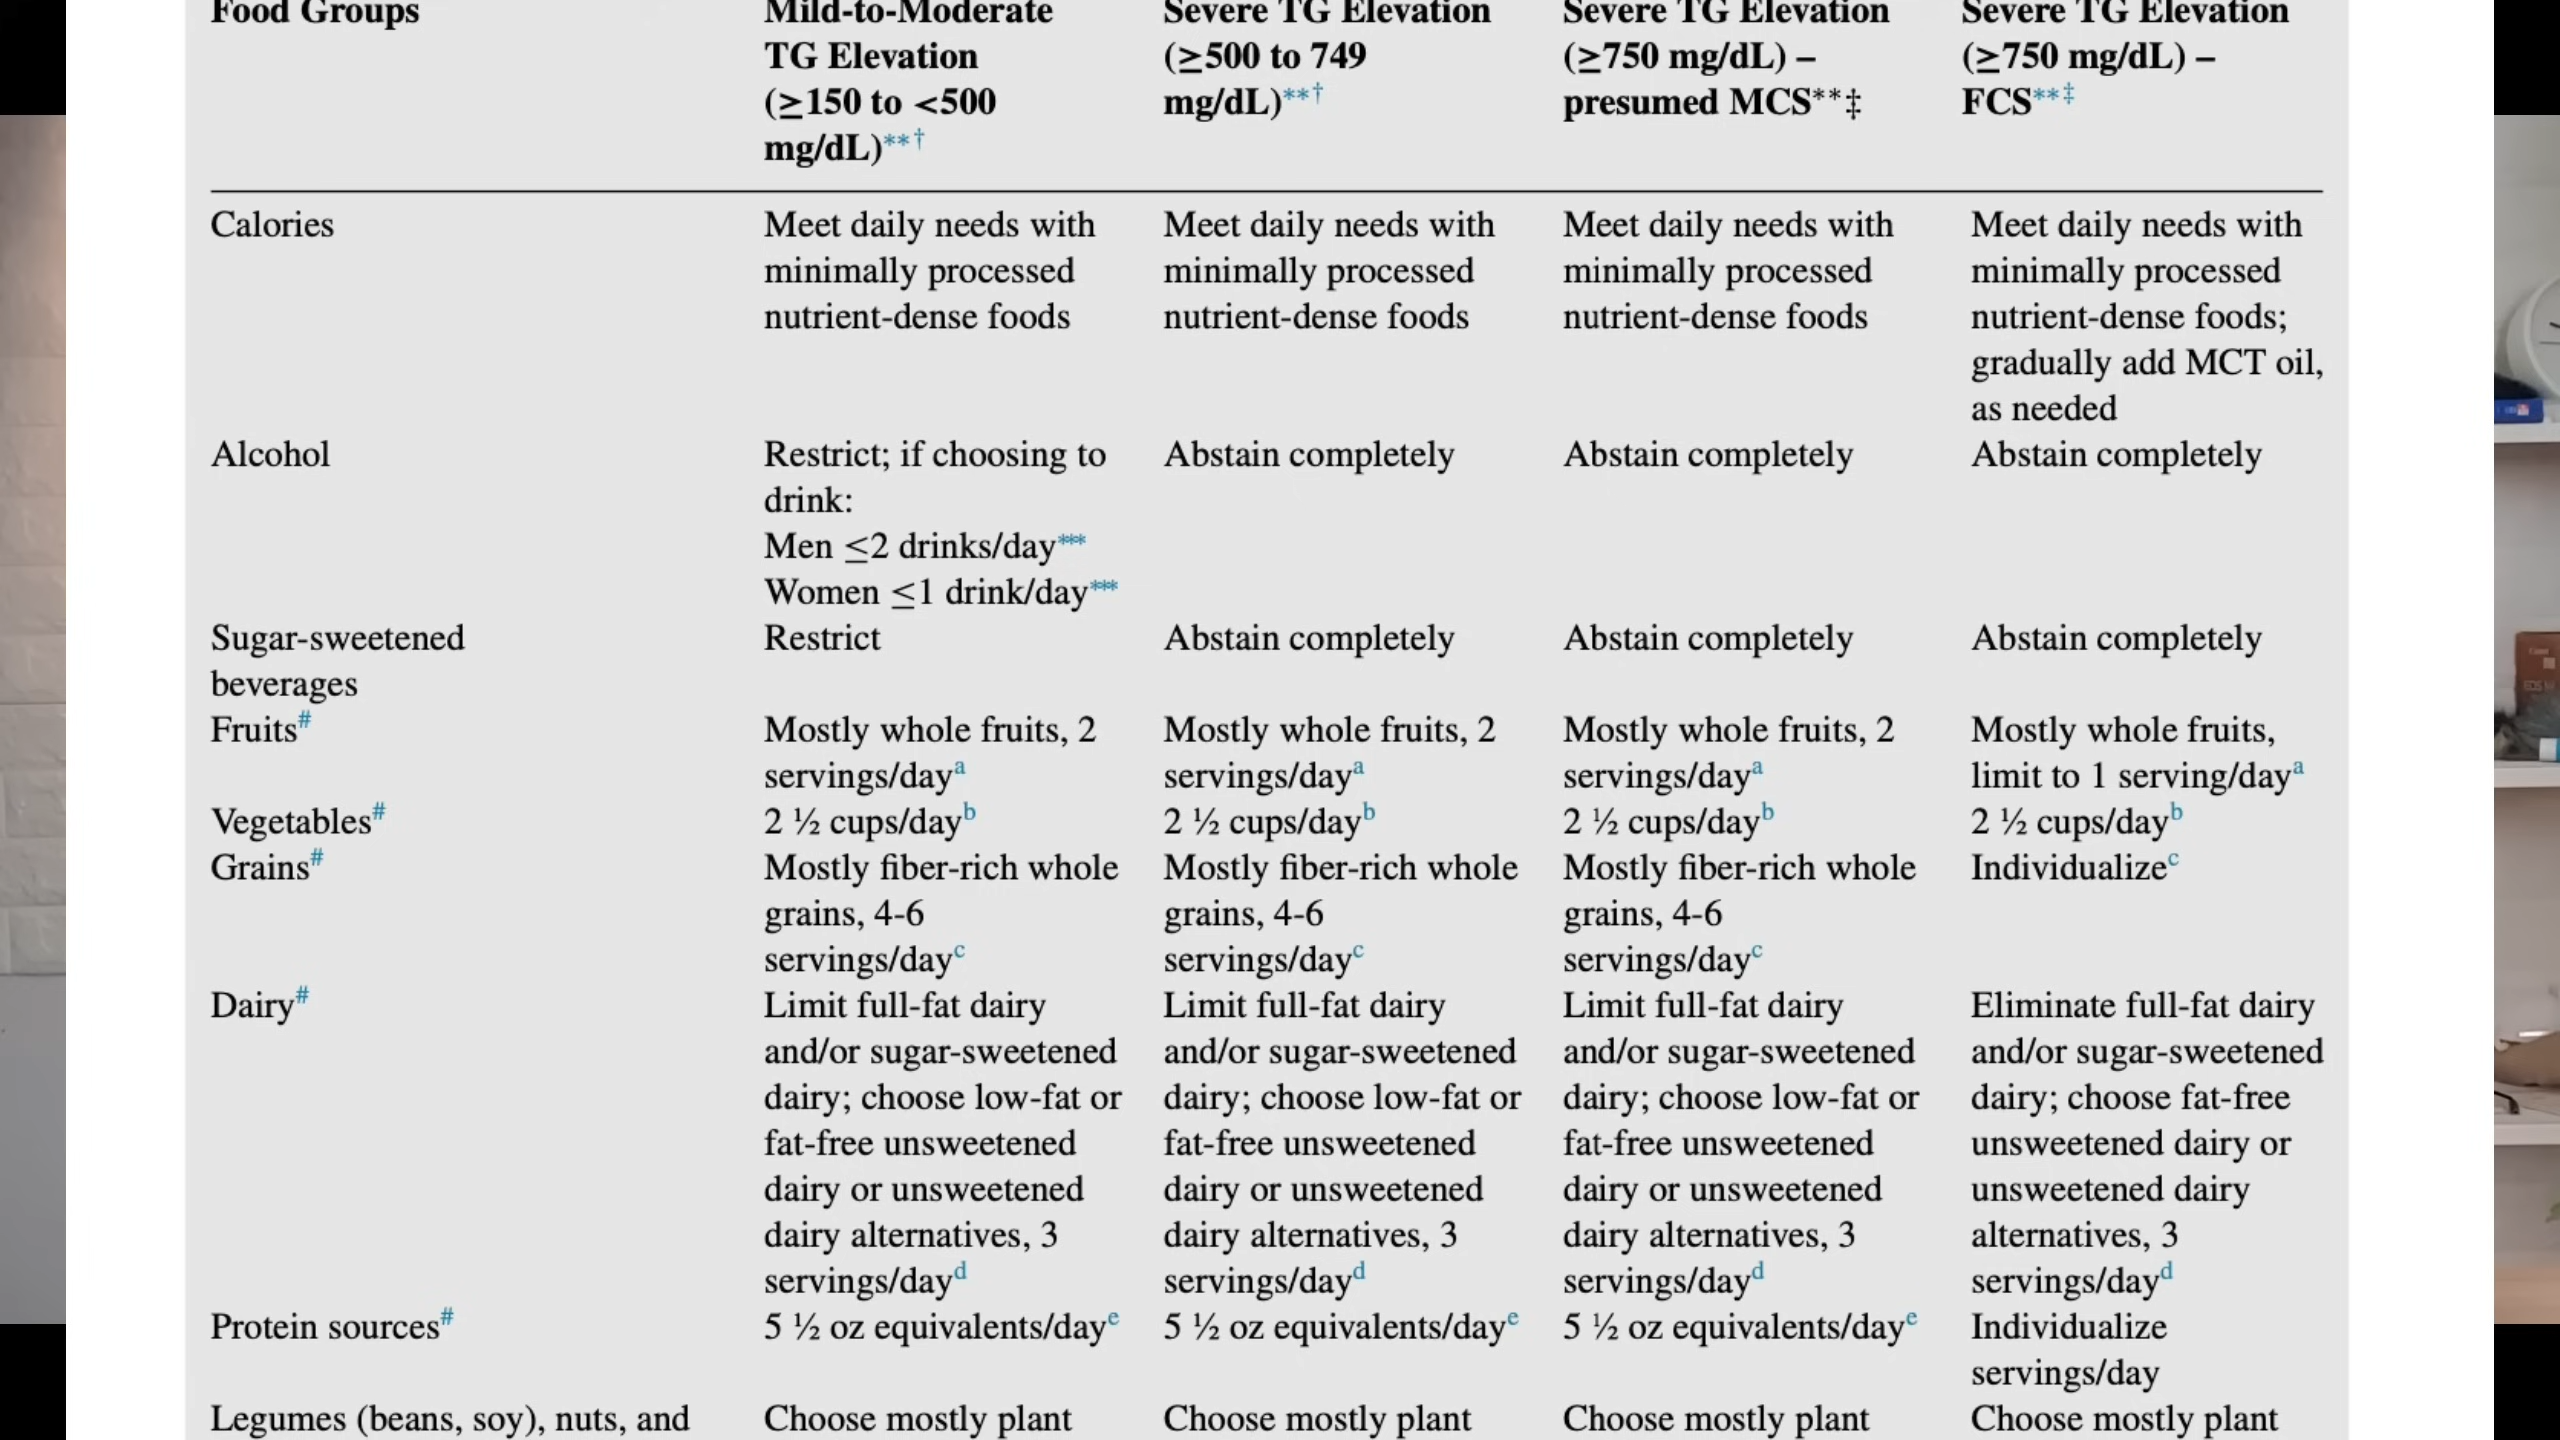 Food Groups
Mild-to-Moderate
TG Elevation
(≥150 to <500
mg/dL)**†
Severe TG Elevation
(≥500 to 749
mg/dL)**†
Severe TG Elevation
(≥750 mg/dL) –
presumed MCS**‡
Severe TG Elevation
(≥750 mg/dL) –
FCS**‡
Calories
Meet daily needs with
minimally processed
nutrient-dense foods
Meet daily needs with
minimally processed
nutrient-dense foods
Meet daily needs with
minimally processed
nutrient-dense foods
Meet daily needs with
minimally processed
nutrient-dense foods;
gradually add MCT oil,
as needed
Alcohol
Restrict; if choosing to
drink:
Men ≤2 drinks/day***
Women ≤1 drink/day***
Abstain completely
Abstain completely
Abstain completely
Sugar-sweetened
beverages
Restrict
Abstain completely
Abstain completely
Abstain completely
Fruits#
Mostly whole fruits, 2
servings/dayᵃ
Mostly whole fruits, 2
servings/dayᵃ
Mostly whole fruits, 2
servings/dayᵃ
Mostly whole fruits,
limit to 1 serving/dayᵃ
Vegetables#
2 ½ cups/dayᵇ
2 ½ cups/dayᵇ
2 ½ cups/dayᵇ
2 ½ cups/dayᵇ
Grains#
Mostly fiber-rich whole
grains, 4-6
servings/dayᶜ
Mostly fiber-rich whole
grains, 4-6
servings/dayᶜ
Mostly fiber-rich whole
grains, 4-6
servings/dayᶜ
Individualizeᶜ
Dairy#
Limit full-fat dairy
and/or sugar-sweetened
dairy; choose low-fat or
fat-free unsweetened
dairy or unsweetened
dairy alternatives, 3
servings/dayᵈ
Limit full-fat dairy
and/or sugar-sweetened
dairy; choose low-fat or
fat-free unsweetened
dairy or unsweetened
dairy alternatives, 3
servings/dayᵈ
Limit full-fat dairy
and/or sugar-sweetened
dairy; choose low-fat or
fat-free unsweetened
dairy or unsweetened
dairy alternatives, 3
servings/dayᵈ
Eliminate full-fat dairy
and/or sugar-sweetened
dairy; choose fat-free
unsweetened dairy or
unsweetened dairy
alternatives, 3
servings/dayᵈ
Protein sources#
5 ½ oz equivalents/dayᵉ
5 ½ oz equivalents/dayᵉ
5 ½ oz equivalents/dayᵉ
Individualize
servings/day
Legumes (beans, soy), nuts, and
Choose mostly plant
Choose mostly plant
Choose mostly plant
Choose mostly plant